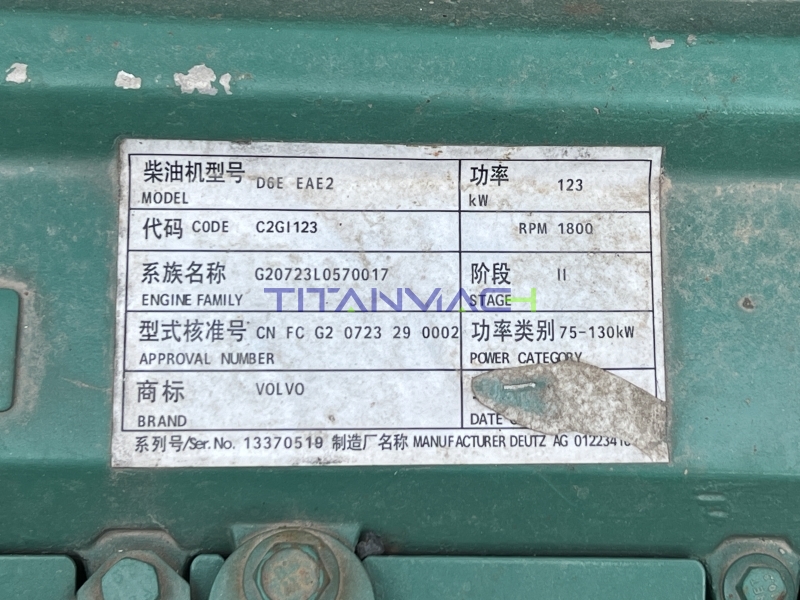 柴油机型号 D6E EAE2 功率 123
MODEL kW
代码 CODE C2GI123 RPM 1800
系族名称 G20723L0570017 阶段 II
ENGINE FAMILY STAGE
TITANMACH
型式核准号 CN FC G2 0723 29 0002 功率类别 75-130kW
APPROVAL NUMBER POWER CATEGORY
商标 VOLVO
BRAND DATE
系列号/Ser.No. 13370519 制造厂名称 MANUFACTURER DEUTZ AG